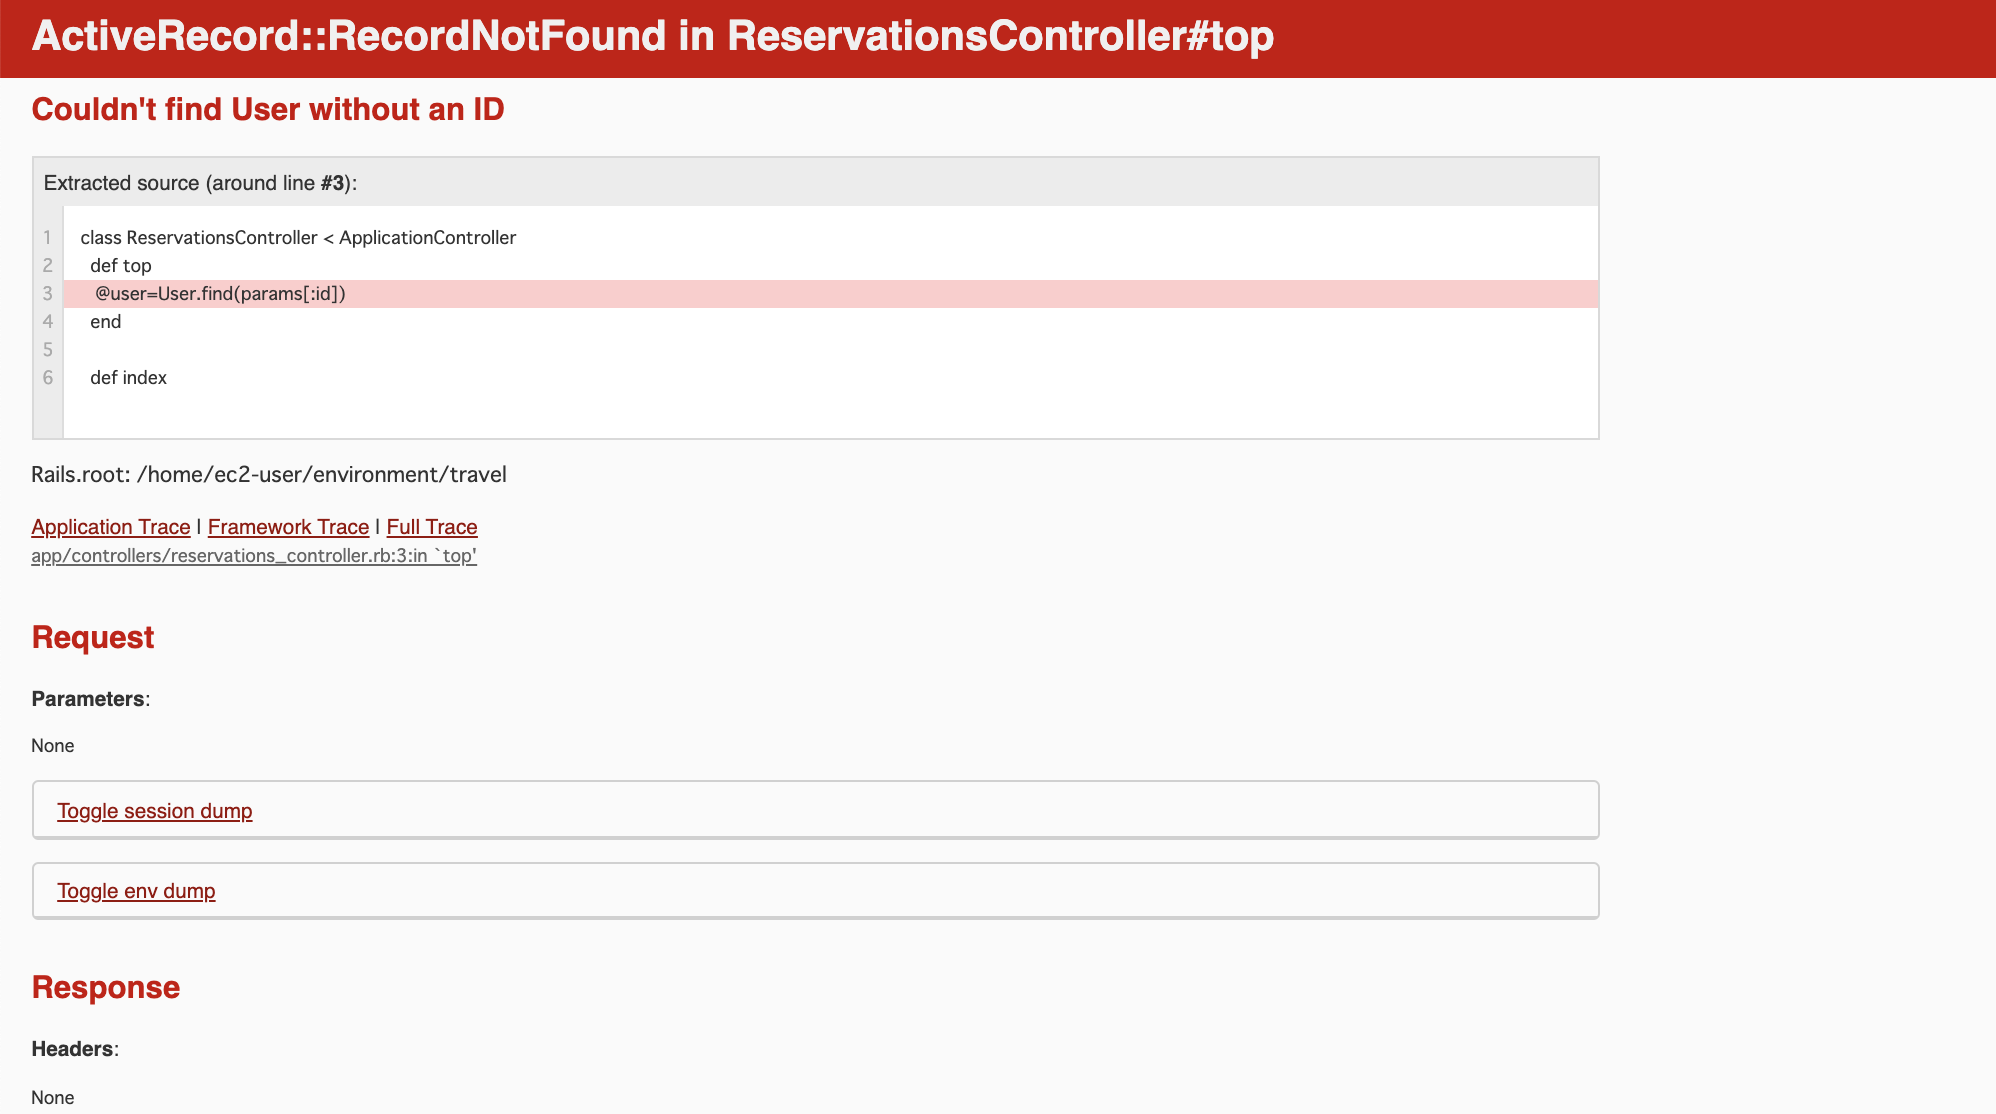 ActiveRecord::RecordNotFound in ReservationsController#top
Couldn't find User without an ID
Extracted source (around line #3):
1 class ReservationsController < ApplicationController
2 def top
3 @user=User.find(params[:id])
4 end
5
6 def index
Rails.root: /home/ec2-user/environment/travel
Application Trace | Framework Trace | Full Trace
app/controllers/reservations_controller.rb:3:in `top'
Request
Parameters:
None
Toggle session dump
Toggle env dump
Response
Headers:
None